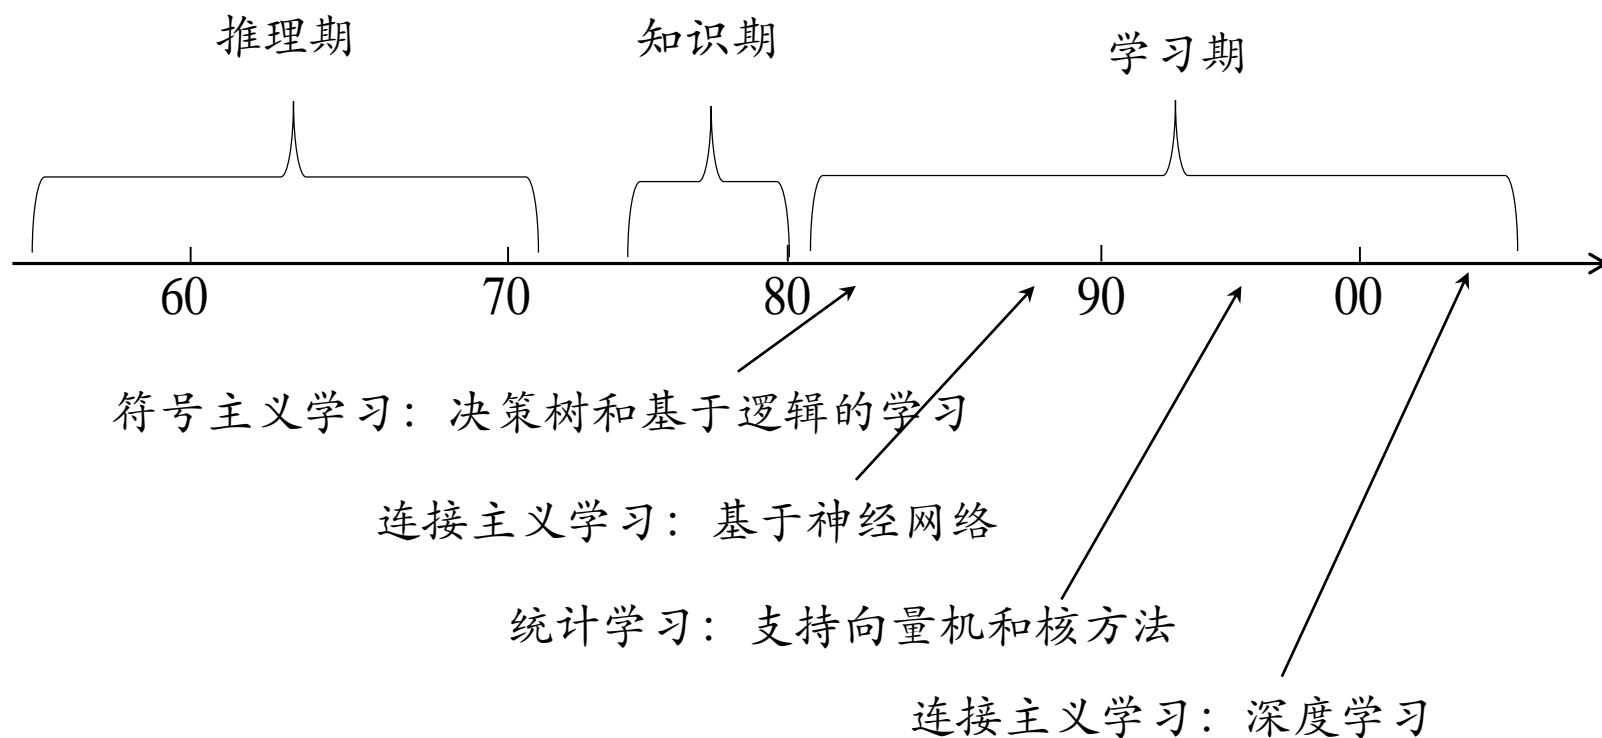 推理期 知识期 学习期
60 70 80 90 00
符号主义学习：决策树和基于逻辑的学习
连接主义学习：基于神经网络
统计学习：支持向量机和核方法
连接主义学习：深度学习